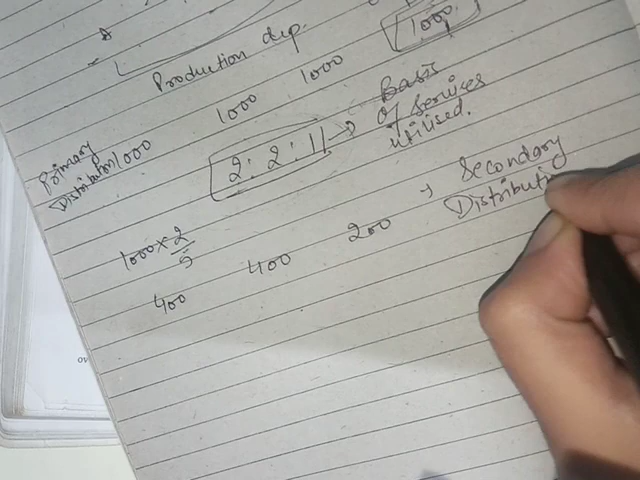 Production dep.
1000
Primary
Distribution 1000 1000 1000
2:2:1 → Basis
of services
utilised.
Secondary
Distributi
1000 × 2/5
400 400 200